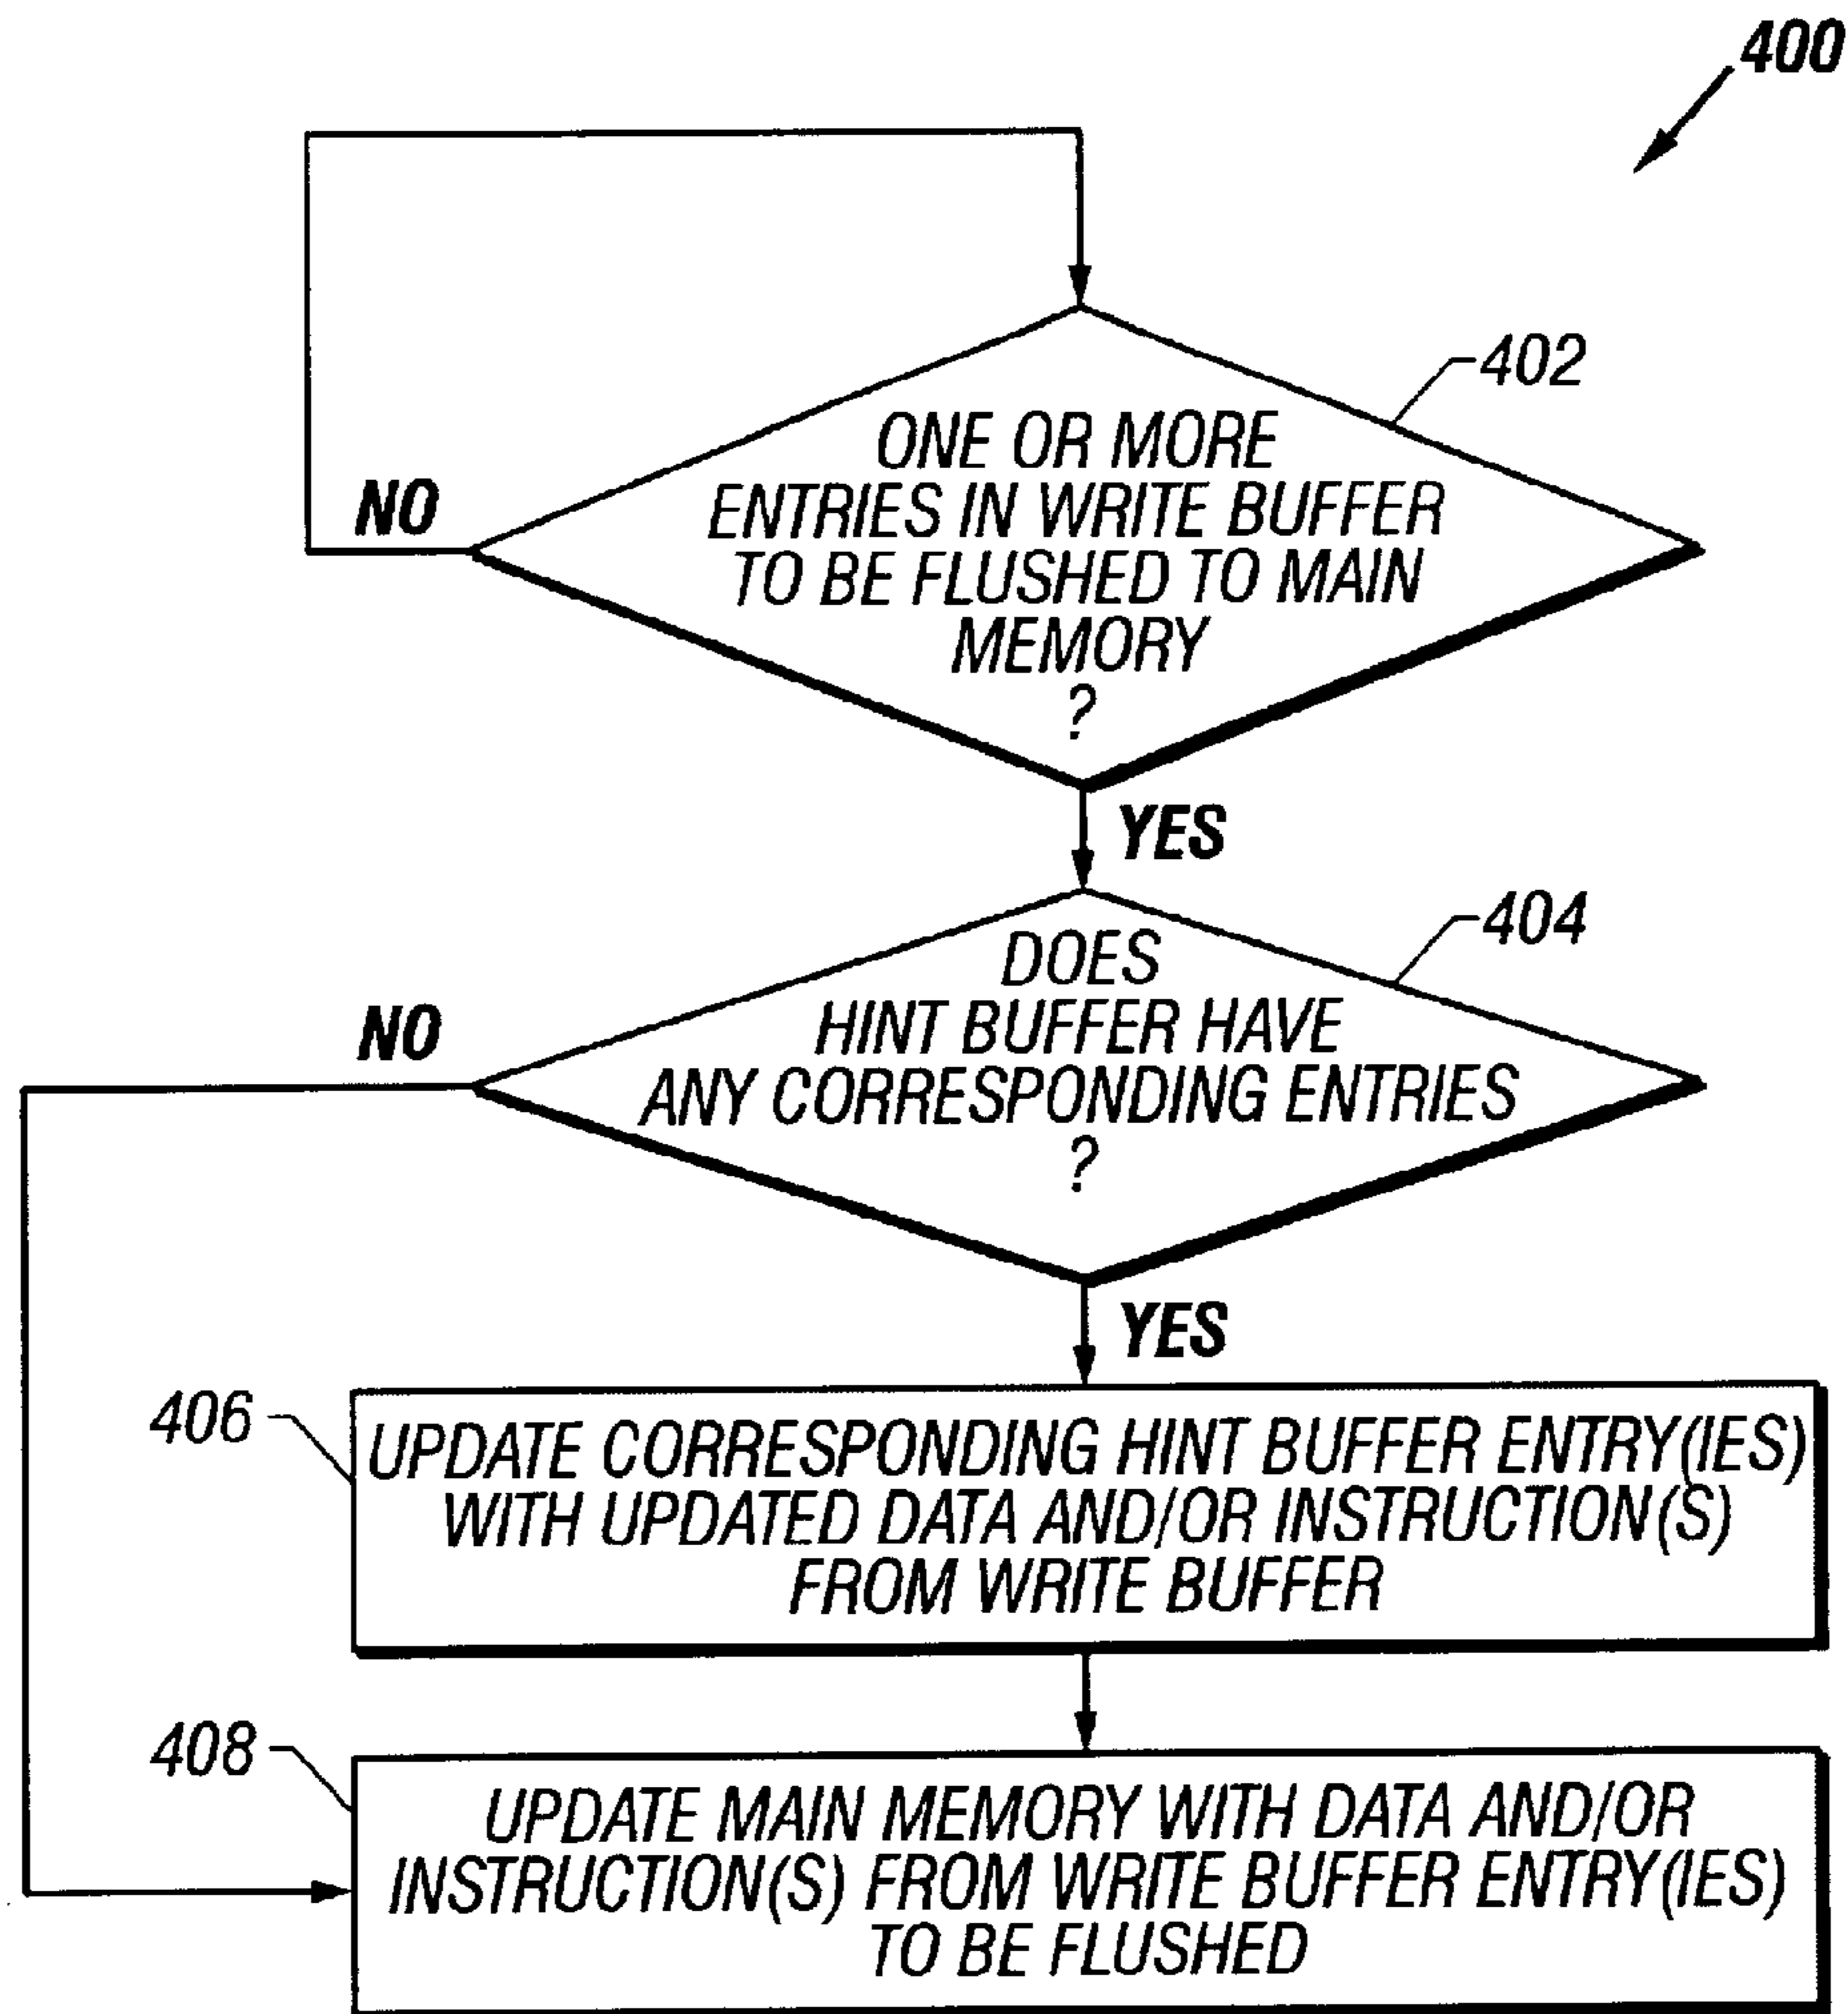 400
402
ONE OR MORE
ENTRIES IN WRITE BUFFER
TO BE FLUSHED TO MAIN
MEMORY
?
NO
YES
404
DOES
HINT BUFFER HAVE
ANY CORRESPONDING ENTRIES
?
NO
YES
406
UPDATE CORRESPONDING HINT BUFFER ENTRY(IES)
WITH UPDATED DATA AND/OR INSTRUCTION(S)
FROM WRITE BUFFER
408
UPDATE MAIN MEMORY WITH DATA AND/OR
INSTRUCTION(S) FROM WRITE BUFFER ENTRY(IES)
TO BE FLUSHED